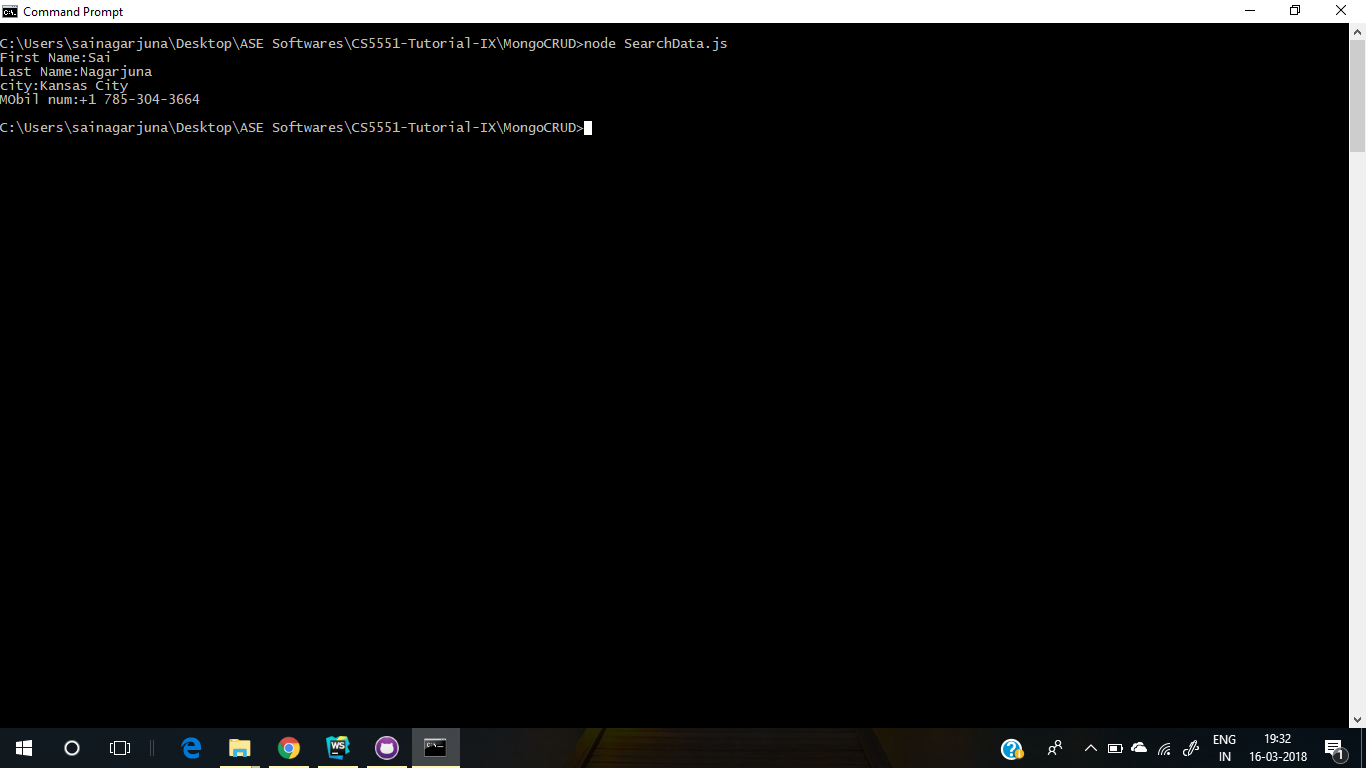 Command Prompt
C:\Users\sainagarjuna\Desktop\ASE Softwares\CS5551-Tutorial-IX\MongoCRUD>node SearchData.js
First Name:Sai
Last Name:Nagarjuna
city:Kansas City
MObil num:+1 785-304-3664
C:\Users\sainagarjuna\Desktop\ASE Softwares\CS5551-Tutorial-IX\MongoCRUD>
WS
C:\.
ENG
IN
19:32
16-03-2018
1